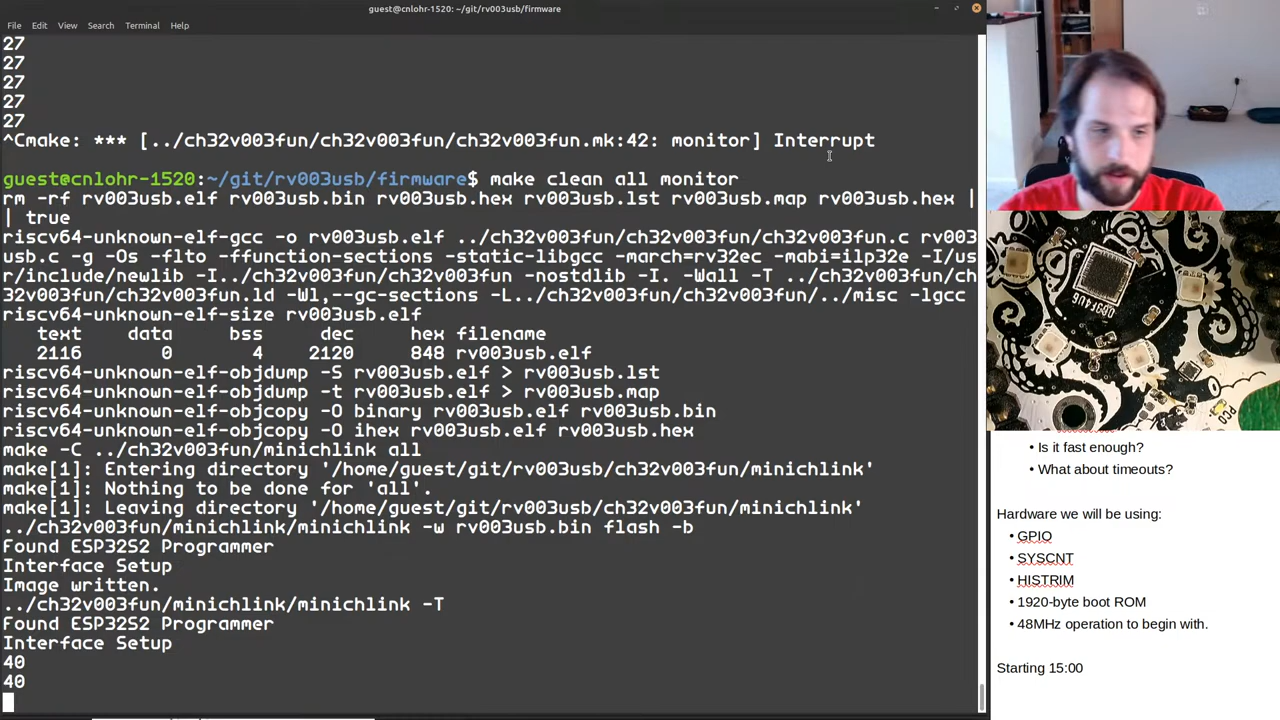 guest@cnlohr-1520: ~/git/rv003usb/firmware
File Edit View Search Terminal Help
27
27
27
27
27
^Cmake: *** [../ch32v003fun/ch32v003fun/ch32v003fun.mk:42: monitor] Interrupt
guest@cnlohr-1520:~/git/rv003usb/firmware$ make clean all monitor
rm -rf rv003usb.elf rv003usb.bin rv003usb.hex rv003usb.lst rv003usb.map rv003usb.hex |
| true
riscv64-unknown-elf-gcc -o rv003usb.elf ../ch32v003fun/ch32v003fun/ch32v003fun.c rv003
usb.c -g -Os -flto -ffunction-sections -static-libgcc -march=rv32ec -mabi=ilp32e -I/us
r/include/newlib -I../ch32v003fun/ch32v003fun -nostdlib -I. -Wall -T ../ch32v003fun/ch
32v003fun/ch32v003fun.ld -Wl,--gc-sections -L../ch32v003fun/ch32v003fun/../misc -lgcc
riscv64-unknown-elf-size rv003usb.elf
text data bss dec hex filename
2116 0 4 2120 848 rv003usb.elf
riscv64-unknown-elf-objdump -S rv003usb.elf > rv003usb.lst
riscv64-unknown-elf-objdump -t rv003usb.elf > rv003usb.map
riscv64-unknown-elf-objcopy -O binary rv003usb.elf rv003usb.bin
riscv64-unknown-elf-objcopy -O ihex rv003usb.elf rv003usb.hex
make -C ../ch32v003fun/minichlink all
make[1]: Entering directory '/home/guest/git/rv003usb/ch32v003fun/minichlink'
make[1]: Nothing to be done for 'all'.
make[1]: Leaving directory '/home/guest/git/rv003usb/ch32v003fun/minichlink'
../ch32v003fun/minichlink/minichlink -w rv003usb.bin flash -b
Found ESP32S2 Programmer
Interface Setup
Image written.
../ch32v003fun/minichlink/minichlink -T
Found ESP32S2 Programmer
Interface Setup
40
40
PC0
• Is it fast enough?
• What about timeouts?
Hardware we will be using:
• GPIO
• SYSCNT
• HISTRIM
• 1920-byte boot ROM
• 48MHz operation to begin with.
Starting 15:00